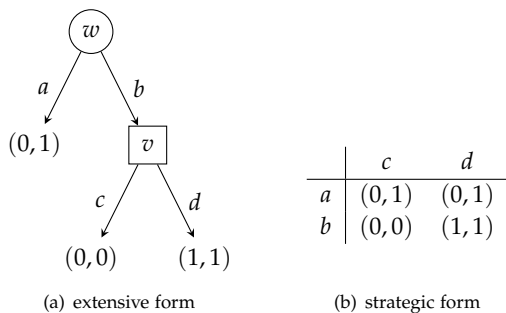 w
a b
(0, 1) v
c d
(0, 0) (1, 1)
(a) extensive form
c d
a (0, 1) (0, 1)
b (0, 0) (1, 1)
(b) strategic form